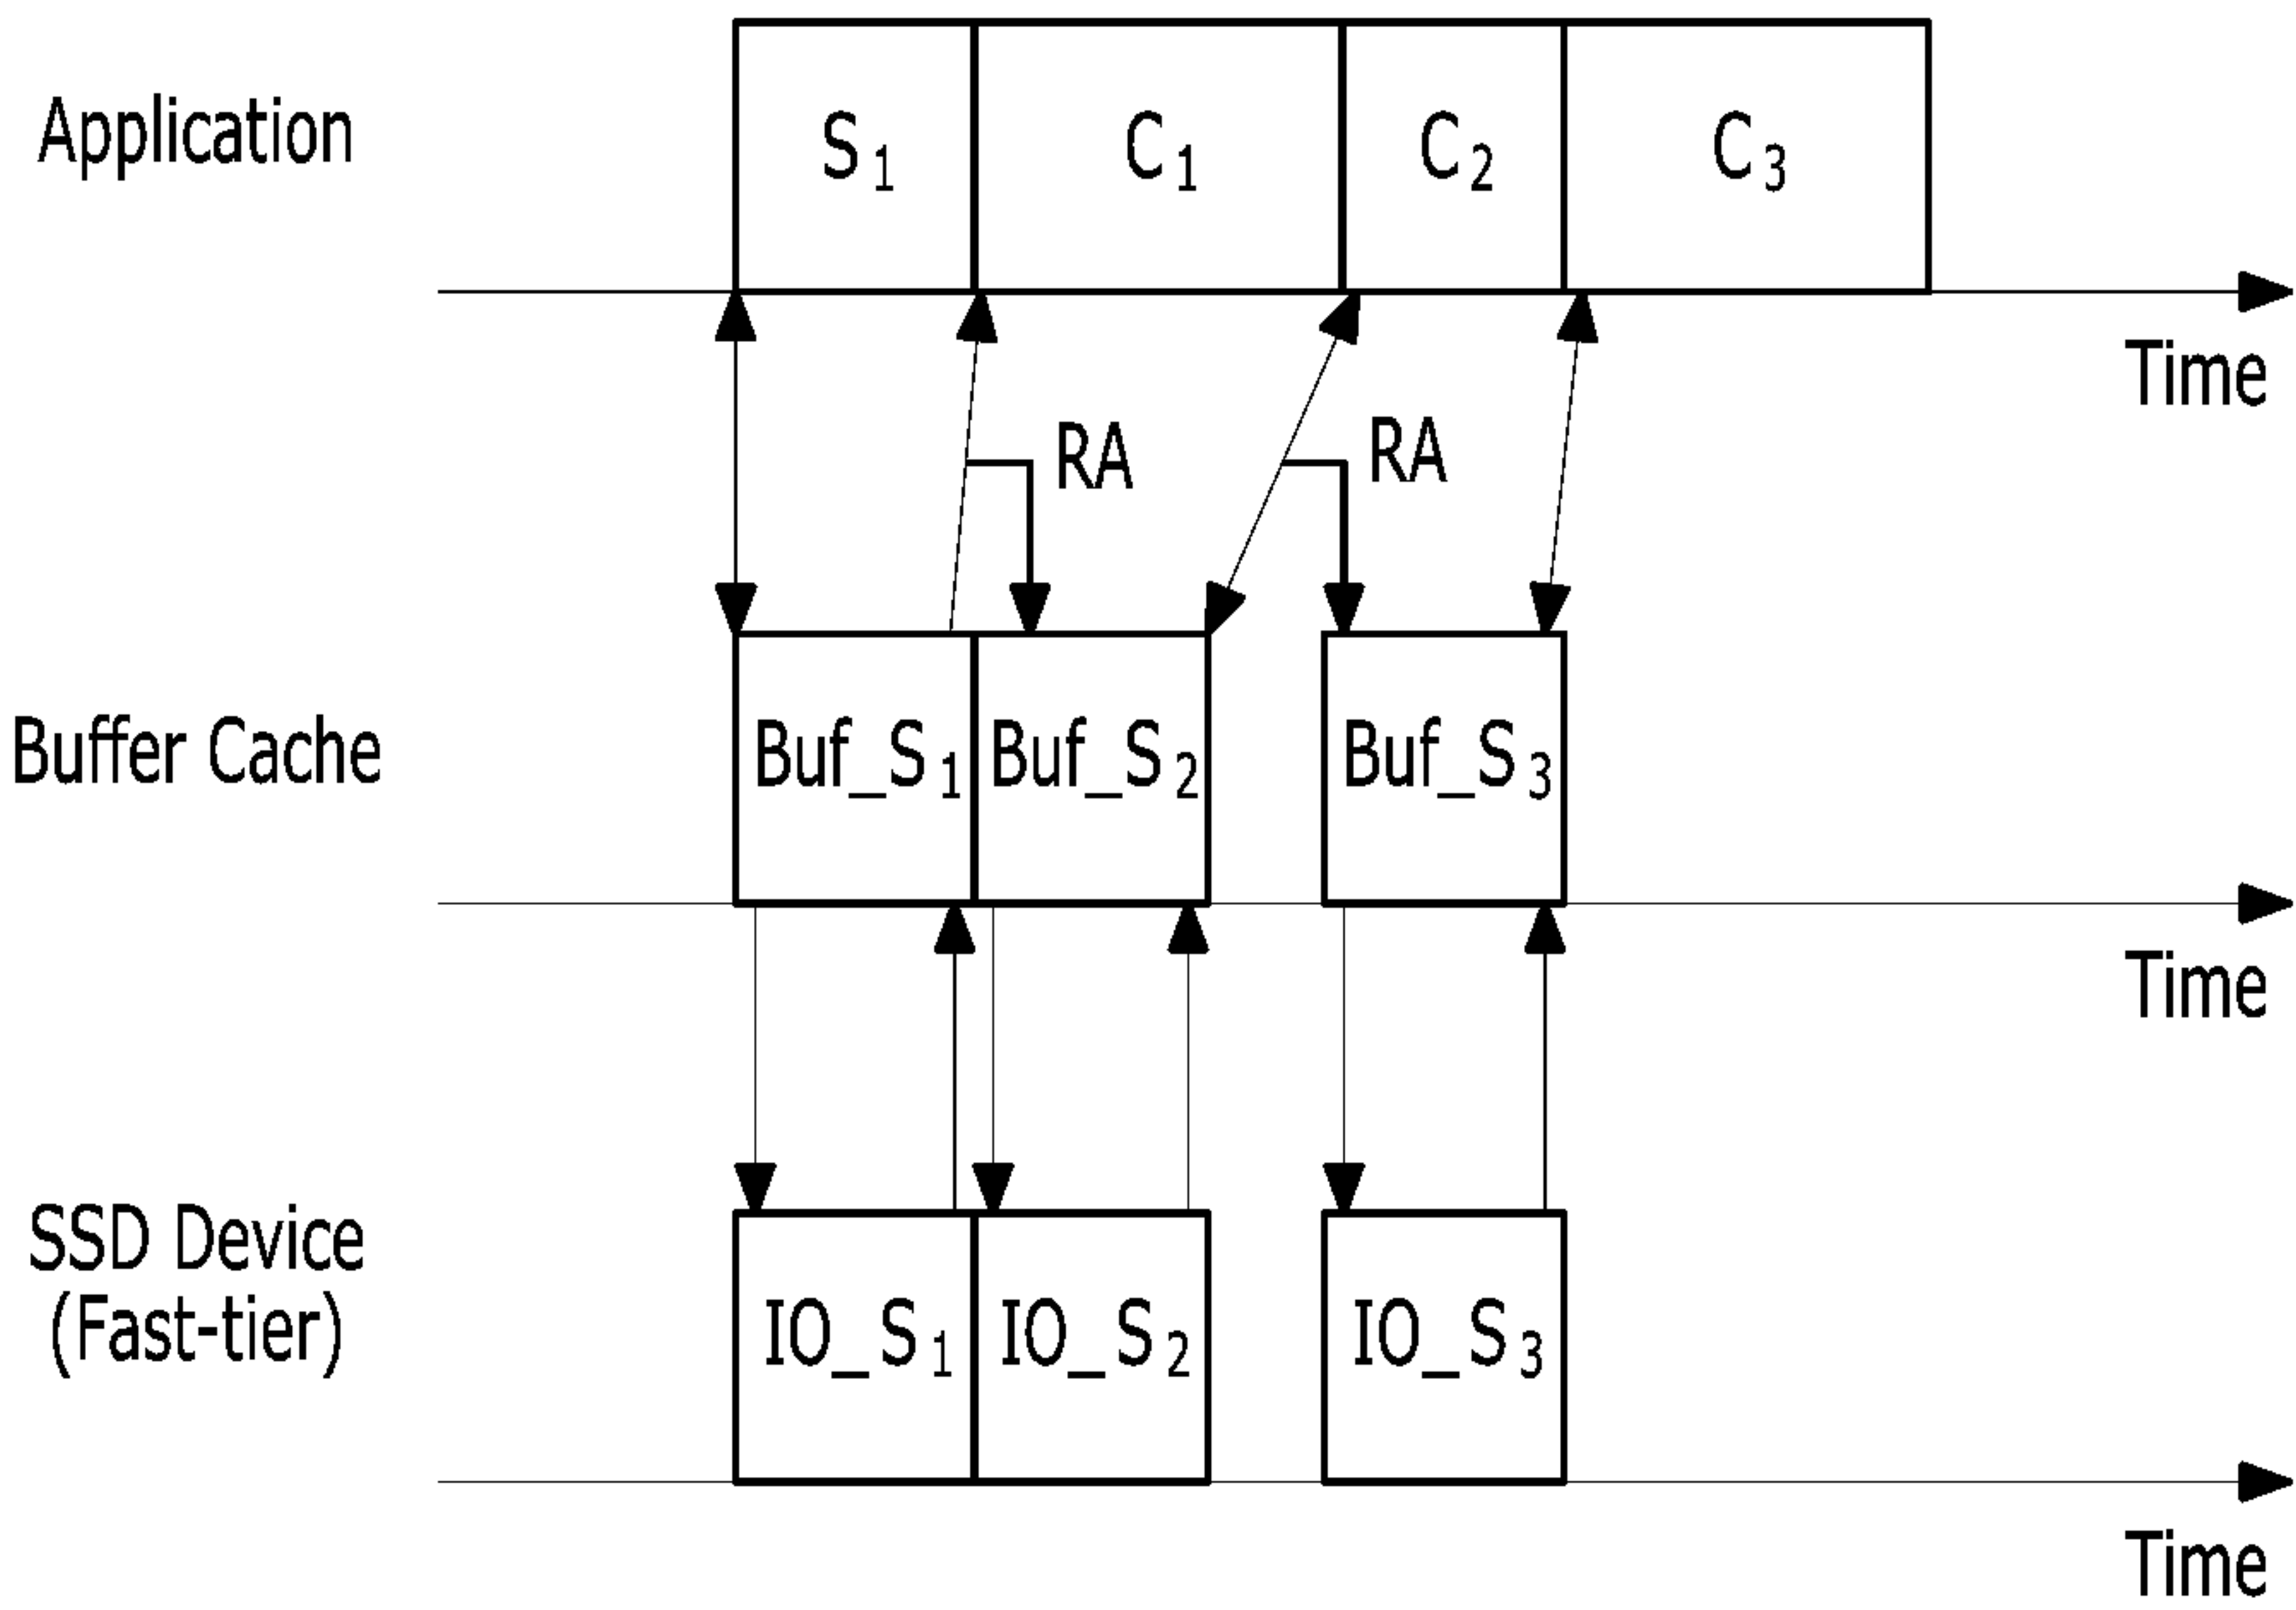 Application
S1
C1
C2
C3
Time
RA
RA
Buffer Cache
Buf_S1
Buf_S2
Buf_S3
Time
SSD Device
(Fast-tier)
IO_S1
IO_S2
IO_S3
Time